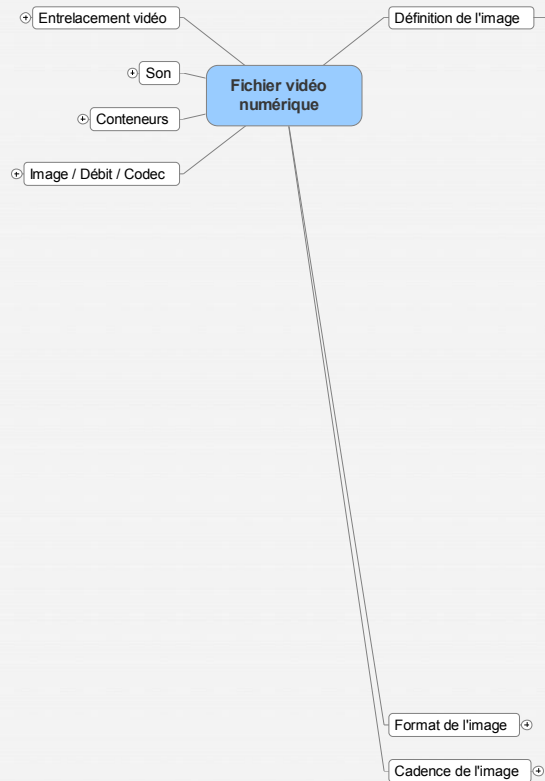 Entrelacement vidéo
Définition de l'image
Son
Fichier vidéo
numérique
Conteneurs
Image / Débit / Codec
Format de l'image
Cadence de l'image